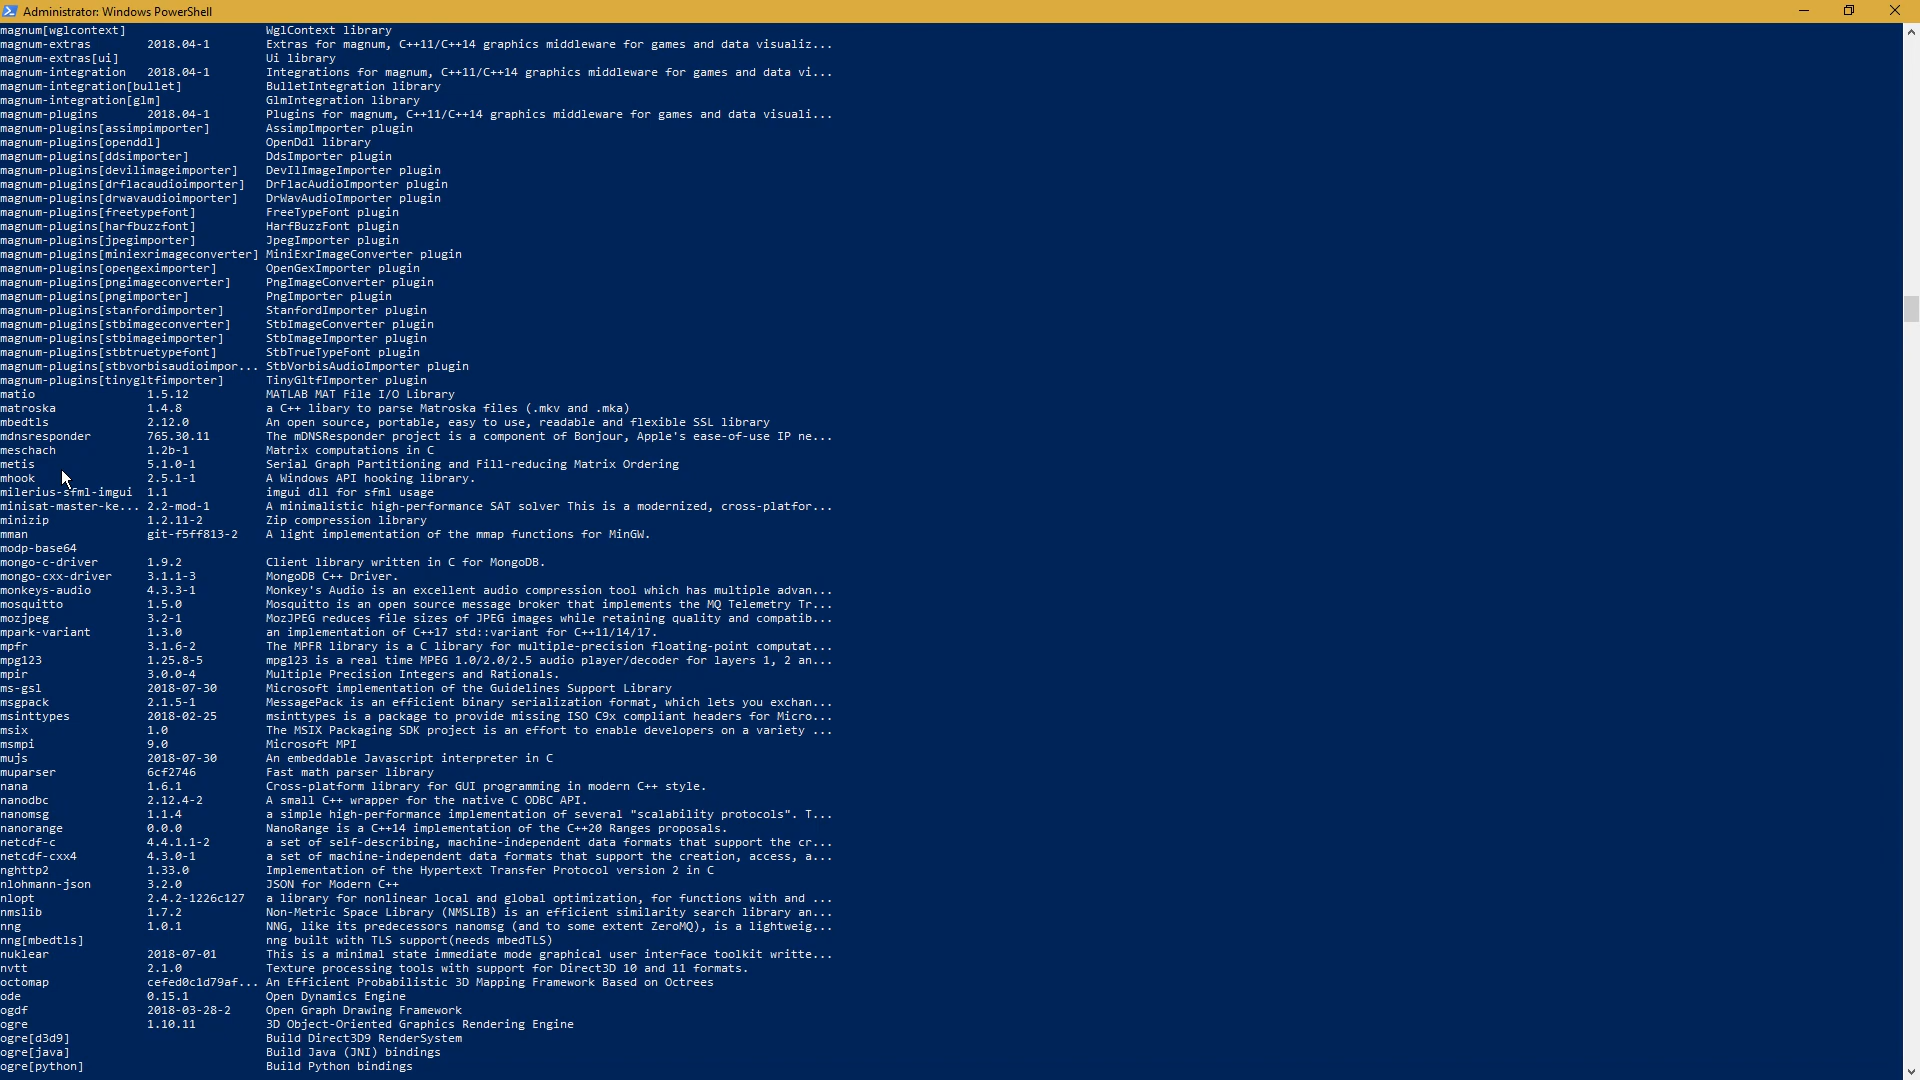 Administrator: Windows PowerShell
magnum[wglcontext] WglContext library
magnum-extras 2018.04-1 Extras for magnum, C++11/C++14 graphics middleware for games and data visualiz...
magnum-extras[ui] Ui library
magnum-integration 2018.04-1 Integrations for magnum, C++11/C++14 graphics middleware for games and data vi...
magnum-integration[bullet] BulletIntegration library
magnum-integration[glm] GlmIntegration library
magnum-plugins 2018.04-1 Plugins for magnum, C++11/C++14 graphics middleware for games and data visuali...
magnum-plugins[assimpimporter] AssimpImporter plugin
magnum-plugins[openddl] OpenDdl library
magnum-plugins[ddsimporter] DdsImporter plugin
magnum-plugins[devilimageimporter] DevIlImageImporter plugin
magnum-plugins[drflacaudioimporter] DrFlacAudioImporter plugin
magnum-plugins[drwavaudioimporter] DrWavAudioImporter plugin
magnum-plugins[freetypefont] FreeTypeFont plugin
magnum-plugins[harfbuzzfont] HarfBuzzFont plugin
magnum-plugins[jpegimporter] JpegImporter plugin
magnum-plugins[miniexrimageconverter] MiniExrImageConverter plugin
magnum-plugins[opengeximporter] OpenGexImporter plugin
magnum-plugins[pngimageconverter] PngImageConverter plugin
magnum-plugins[pngimporter] PngImporter plugin
magnum-plugins[stanfordimporter] StanfordImporter plugin
magnum-plugins[stbimageconverter] StbImageConverter plugin
magnum-plugins[stbimageimporter] StbImageImporter plugin
magnum-plugins[stbtruetypefont] StbTrueTypeFont plugin
magnum-plugins[stbvorbisaudioimpor... StbVorbisAudioImporter plugin
magnum-plugins[tinygltfimporter] TinyGltfImporter plugin
matio 1.5.12 MATLAB MAT File I/O Library
matroska 1.4.8 a C++ libary to parse Matroska files (.mkv and .mka)
mbedtls 2.12.0 An open source, portable, easy to use, readable and flexible SSL library
mdnsresponder 765.30.11 The mDNSResponder project is a component of Bonjour, Apple's ease-of-use IP ne...
meschach 1.2b-1 Matrix computations in C
metis 5.1.0-1 Serial Graph Partitioning and Fill-reducing Matrix Ordering
mhook 2.5.1-1 A Windows API hooking library.
milerius-sfml-imgui 1.1 imgui dll for sfml usage
minisat-master-ke... 2.2-mod-1 A minimalistic high-performance SAT solver This is a modernized, cross-platfor...
minizip 1.2.11-2 Zip compression library
mman git-f5ff813-2 A light implementation of the mmap functions for MinGW.
modp-base64
mongo-c-driver 1.9.2 Client library written in C for MongoDB.
mongo-cxx-driver 3.1.1-3 MongoDB C++ Driver.
monkeys-audio 4.3.3-1 Monkey's Audio is an excellent audio compression tool which has multiple advan...
mosquitto 1.5.0 Mosquitto is an open source message broker that implements the MQ Telemetry Tr...
mozjpeg 3.2-1 MozJPEG reduces file sizes of JPEG images while retaining quality and compatib...
mpark-variant 1.3.0 an implementation of C++17 std::variant for C++11/14/17.
mpfr 3.1.6-2 The MPFR library is a C library for multiple-precision floating-point computat...
mpg123 1.25.8-5 mpg123 is a real time MPEG 1.0/2.0/2.5 audio player/decoder for layers 1, 2 an...
mpir 3.0.0-4 Multiple Precision Integers and Rationals.
ms-gsl 2018-07-30 Microsoft implementation of the Guidelines Support Library
msgpack 2.1.5-1 MessagePack is an efficient binary serialization format, which lets you exchan...
msinttypes 2018-02-25 msinttypes is a package to provide missing ISO C9x compliant headers for Micro...
msix 1.0 The MSIX Packaging SDK project is an effort to enable developers on a variety ...
msmpi 9.0 Microsoft MPI
mujs 2018-07-30 An embeddable Javascript interpreter in C
muparser 6cf2746 Fast math parser library
nana 1.6.1 Cross-platform library for GUI programming in modern C++ style.
nanodbc 2.12.4-2 A small C++ wrapper for the native C ODBC API.
nanomsg 1.1.4 a simple high-performance implementation of several "scalability protocols". T...
nanorange 0.0.0 NanoRange is a C++14 implementation of the C++20 Ranges proposals.
netcdf-c 4.4.1.1-2 a set of self-describing, machine-independent data formats that support the cr...
netcdf-cxx4 4.3.0-1 a set of machine-independent data formats that support the creation, access, a...
nghttp2 1.33.0 Implementation of the Hypertext Transfer Protocol version 2 in C
nlohmann-json 3.2.0 JSON for Modern C++
nlopt 2.4.2-1226c127 a library for nonlinear local and global optimization, for functions with and ...
nmslib 1.7.2 Non-Metric Space Library (NMSLIB) is an efficient similarity search library an...
nng 1.0.1 NNG, like its predecessors nanomsg (and to some extent ZeroMQ), is a lightweig...
nng[mbedtls] nng built with TLS support(needs mbedTLS)
nuklear 2018-07-01 This is a minimal state immediate mode graphical user interface toolkit writte...
nvtt 2.1.0 Texture processing tools with support for Direct3D 10 and 11 formats.
octomap cefed0c1d79af... An Efficient Probabilistic 3D Mapping Framework Based on Octrees
ode 0.15.1 Open Dynamics Engine
ogdf 2018-03-28-2 Open Graph Drawing Framework
ogre 1.10.11 3D Object-Oriented Graphics Rendering Engine
ogre[d3d9] Build Direct3D9 RenderSystem
ogre[java] Build Java (JNI) bindings
ogre[python] Build Python bindings